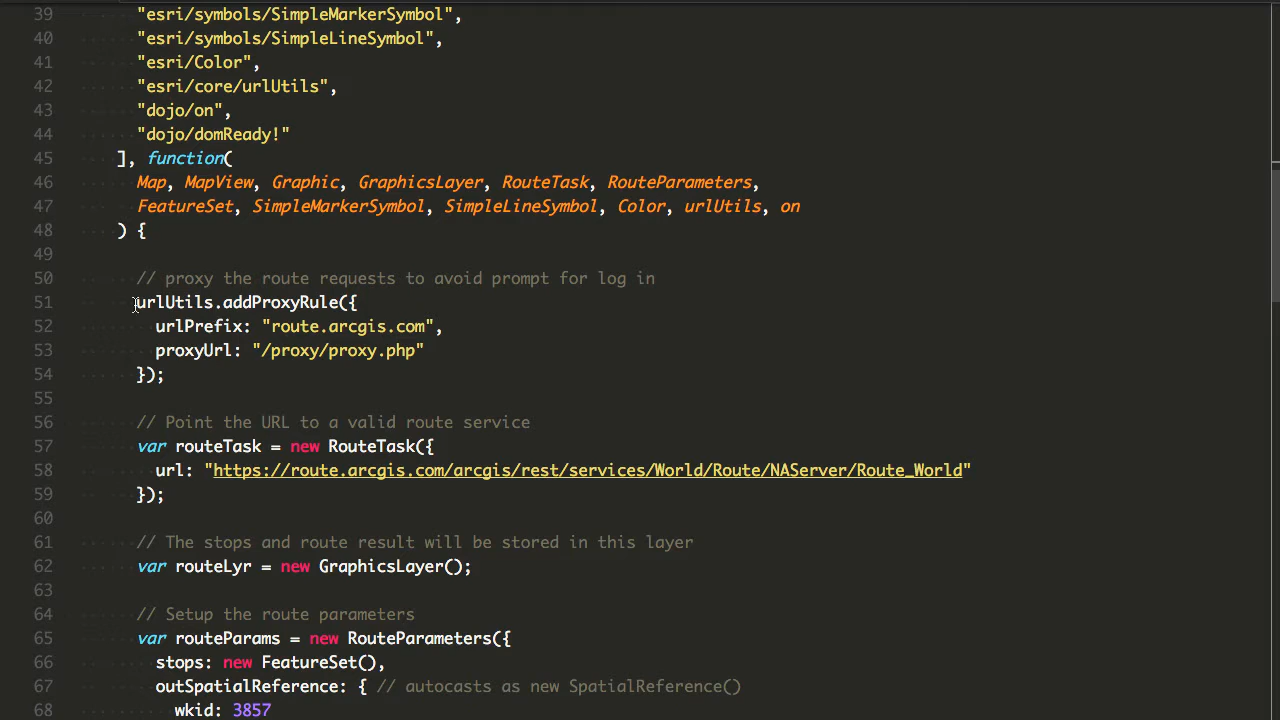 39 "esri/symbols/SimpleMarkerSymbol",
40 "esri/symbols/SimpleLineSymbol",
41 "esri/Color",
42 "esri/core/urlUtils",
43 "dojo/on",
44 "dojo/domReady!"
45 ], function(
46 Map, MapView, Graphic, GraphicsLayer, RouteTask, RouteParameters,
47 FeatureSet, SimpleMarkerSymbol, SimpleLineSymbol, Color, urlUtils, on
48 ) {
49
50 // proxy the route requests to avoid prompt for log in
51 urlUtils.addProxyRule({
52 urlPrefix: "route.arcgis.com",
53 proxyUrl: "/proxy/proxy.php"
54 });
55
56 // Point the URL to a valid route service
57 var routeTask = new RouteTask({
58 url: "https://route.arcgis.com/arcgis/rest/services/World/Route/NAServer/Route_World"
59 });
60
61 // The stops and route result will be stored in this layer
62 var routeLyr = new GraphicsLayer();
63
64 // Setup the route parameters
65 var routeParams = new RouteParameters({
66 stops: new FeatureSet(),
67 outSpatialReference: { // autocasts as new SpatialReference()
68 wkid: 3857